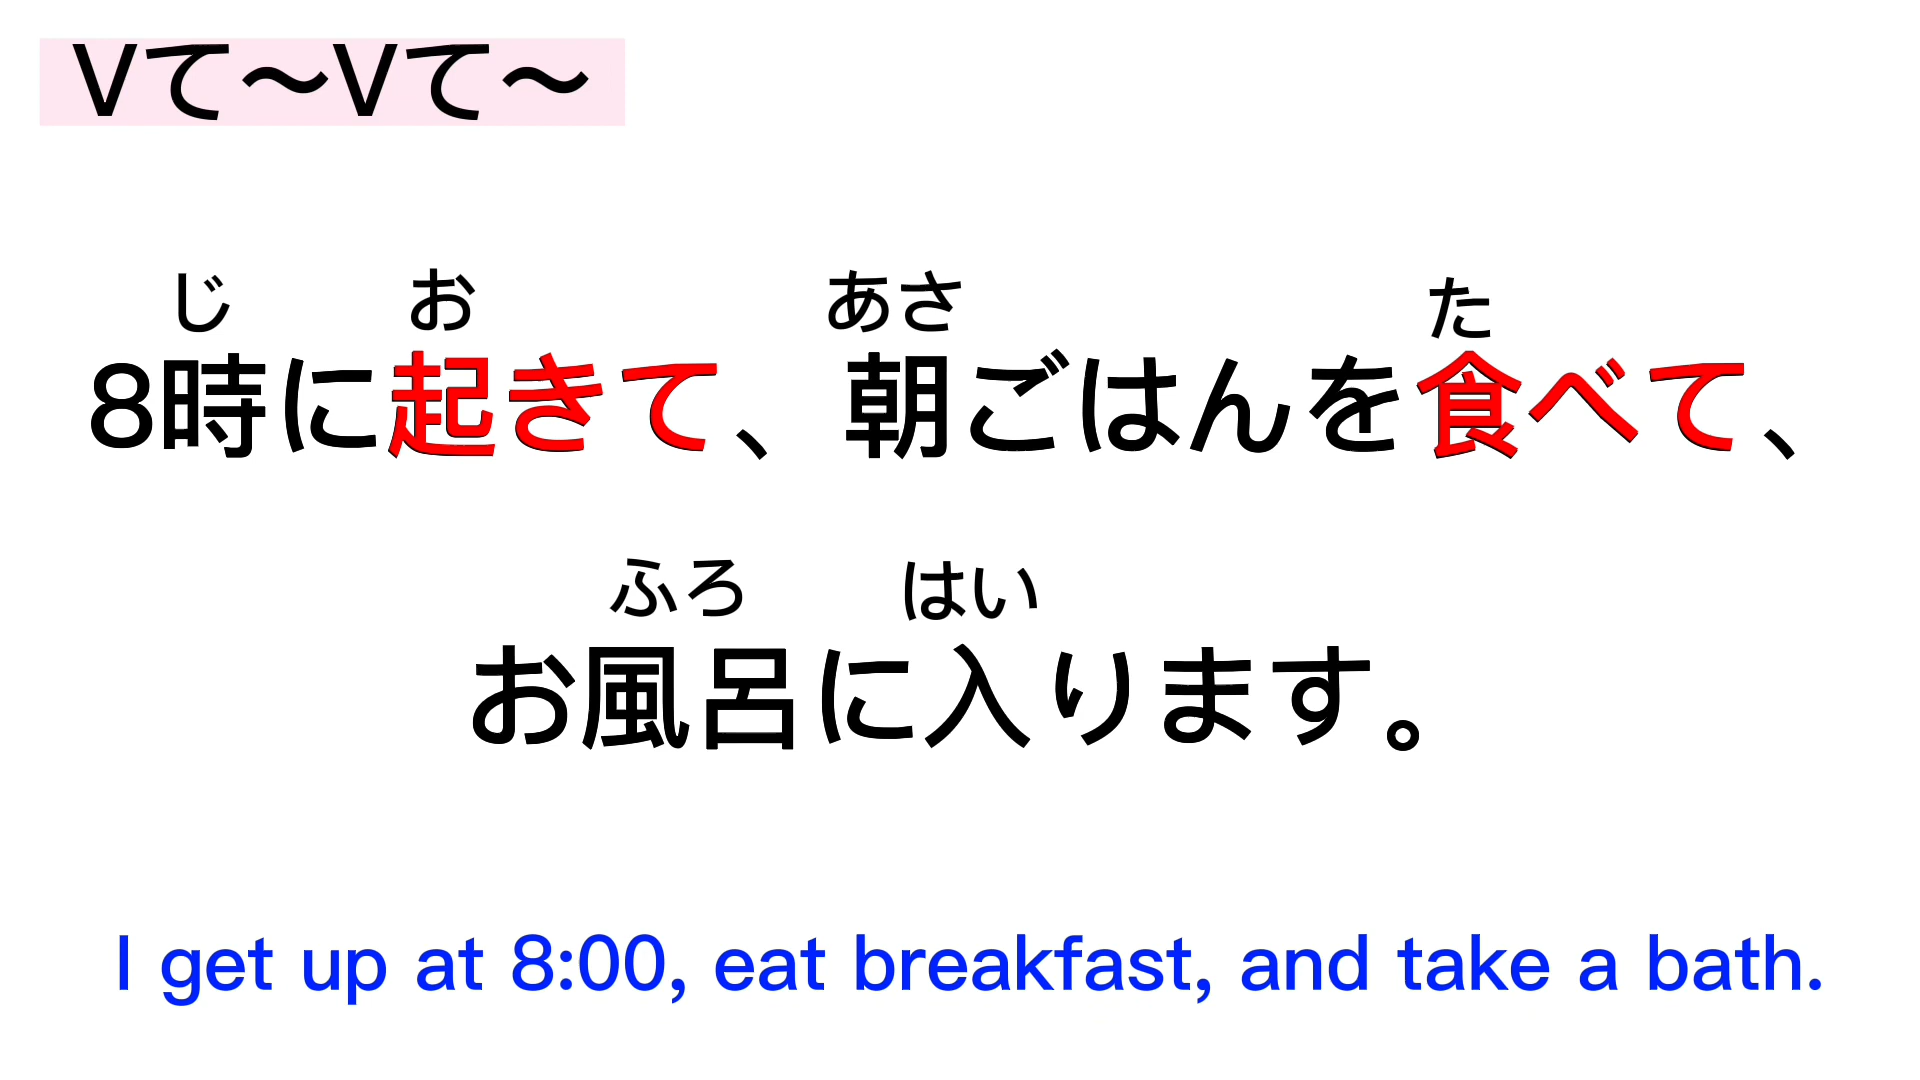 Vて～Vて～
じ お あさ た
8時に起きて、朝ごはんを食べて、
ふろ はい
お風呂に入ります。
I get up at 8:00, eat breakfast, and take a bath.